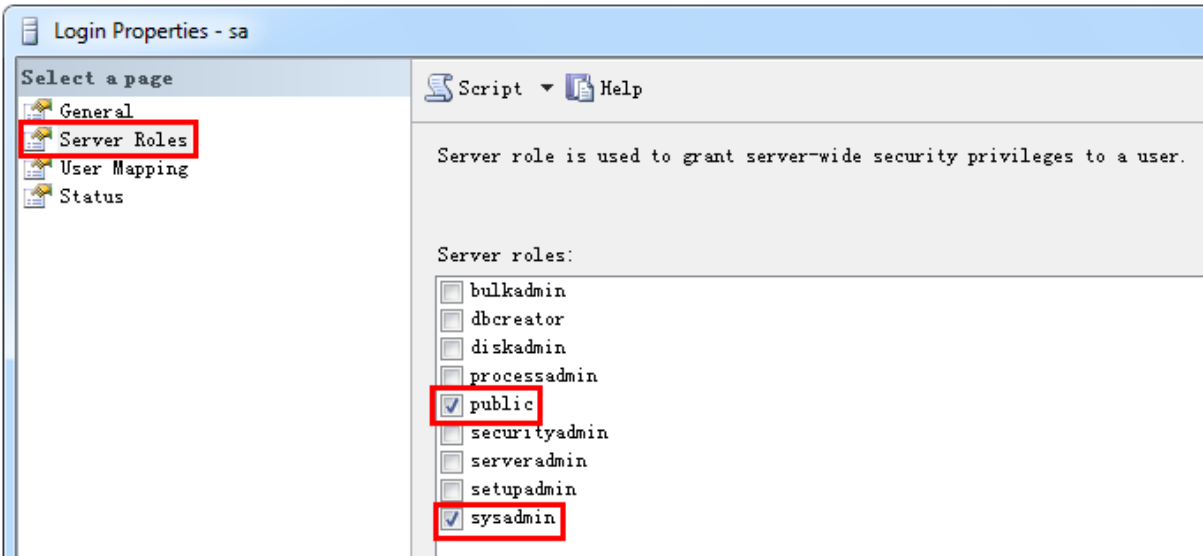 Login Properties - sa
Select a page
General
Server Roles
User Mapping
Status
Script Help
Server role is used to grant server-wide security privileges to a user.
Server roles:
bulkadmin
dbcreator
diskadmin
processadmin
public
securityadmin
serveradmin
setupadmin
sysadmin